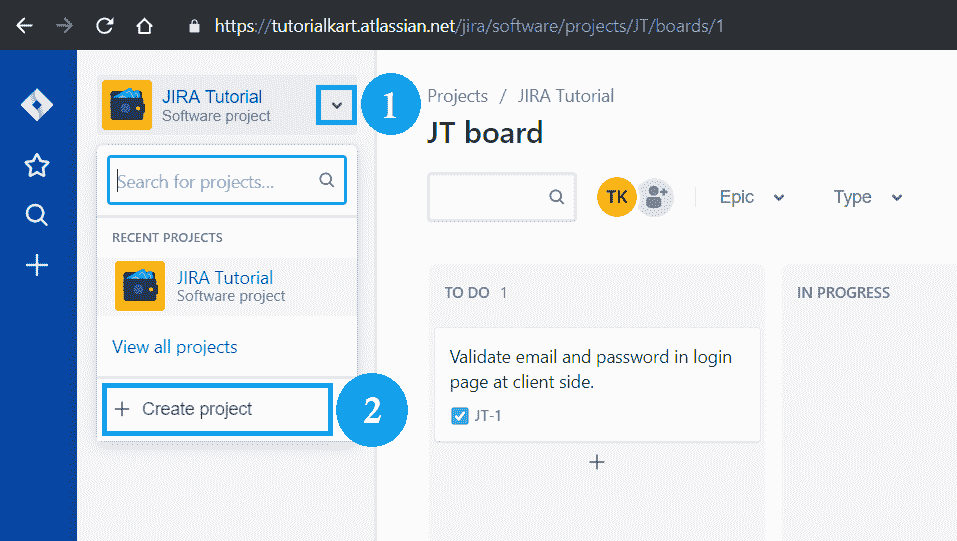 https://tutorialkart.atlassian.net/jira/software/projects/JT/boards/1
JIRA Tutorial
Software project
1
Search for projects...
RECENT PROJECTS
JIRA Tutorial
Software project
View all projects
Create project
2
Projects / JIRA Tutorial
JT board
TK
Epic
Type
TO DO 1
Validate email and password in login
page at client side.
JT-1
IN PROGRESS